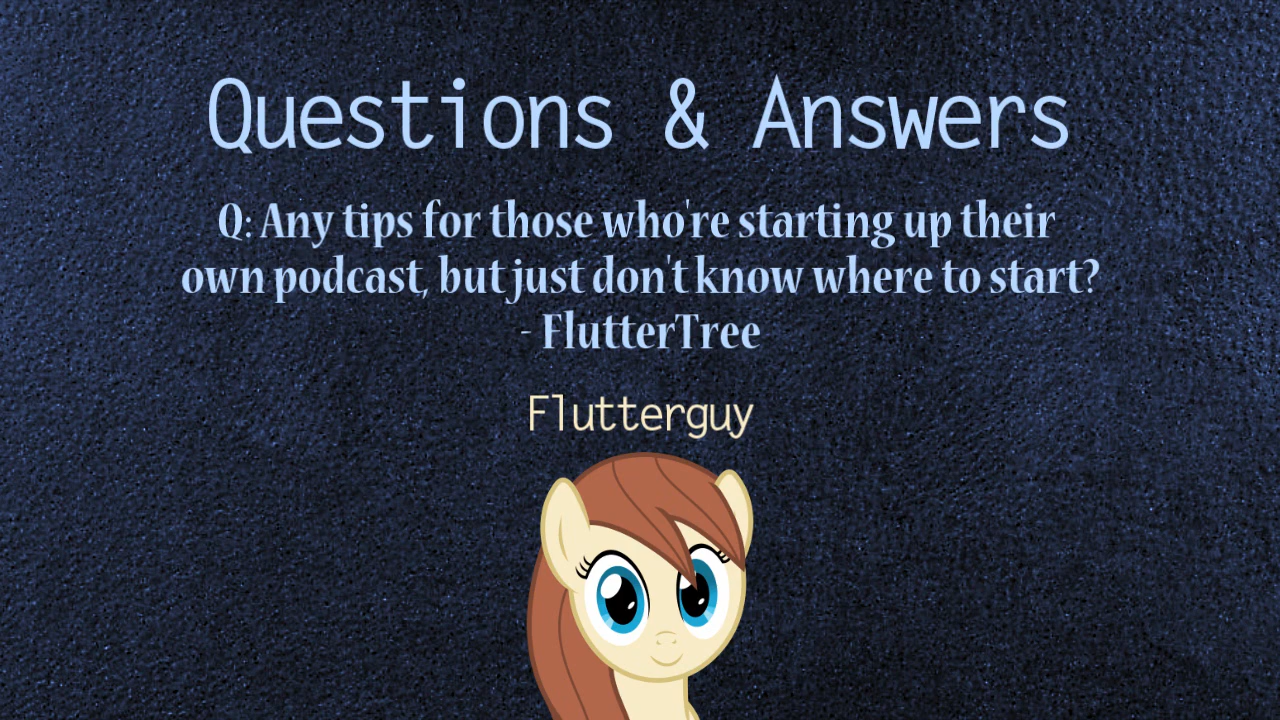 Questions & Answers
Q: Any tips for those who're starting up their
own podcast, but just don't know where to start?
- FlutterTree
Flutterguy